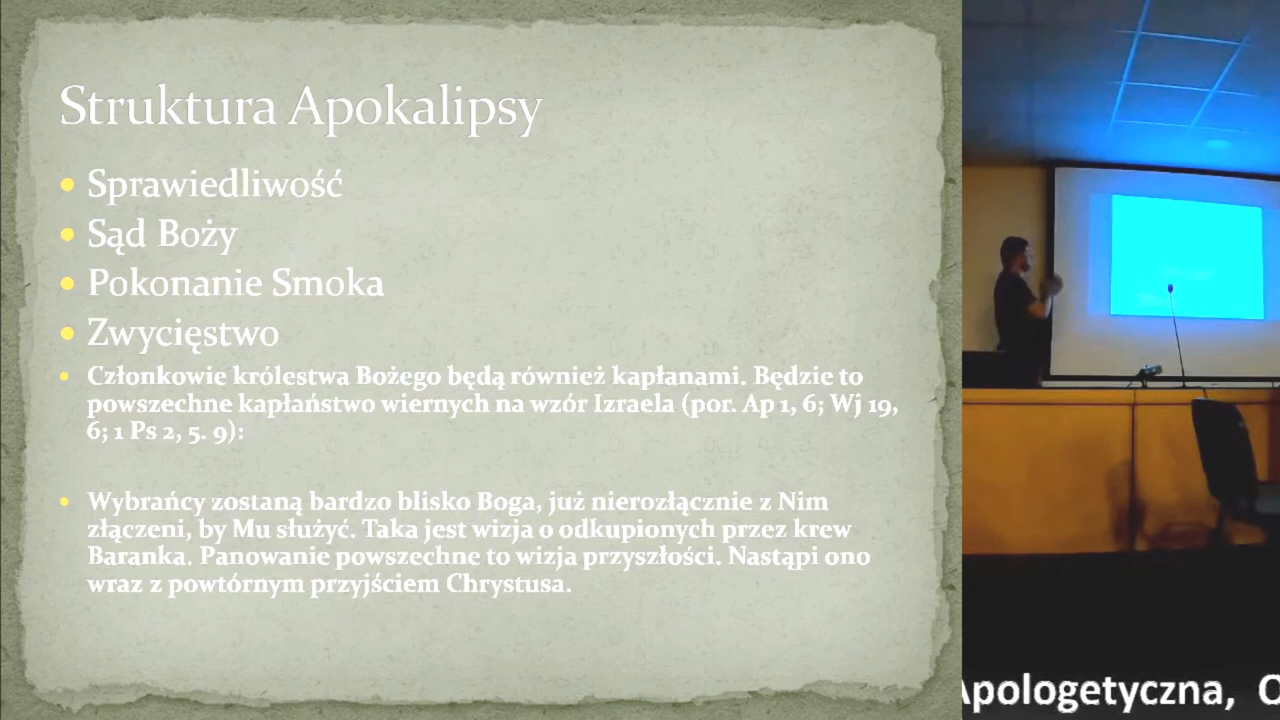 Struktura Apokalipsy
• Sprawiedliwość
• Sąd Boży
• Pokonanie Smoka
• Zwycięstwo
• Członkowie królestwa Bożego będą również kapłanami. Będzie to
powszechne kapłaństwo wiernych na wzór Izraela (por. Ap 1, 6; Wj 19,
6; 1 Ps 2, 5. 9):
• Wybrańcy zostaną bardzo blisko Boga, już nierozłącznie z Nim
złączeni, by Mu służyć. Taka jest wizja o odkupionych przez krew
Baranka. Panowanie powszechne to wizja przyszłości. Nastąpi ono
wraz z powtórnym przyjściem Chrystusa.
Apologetyczna,